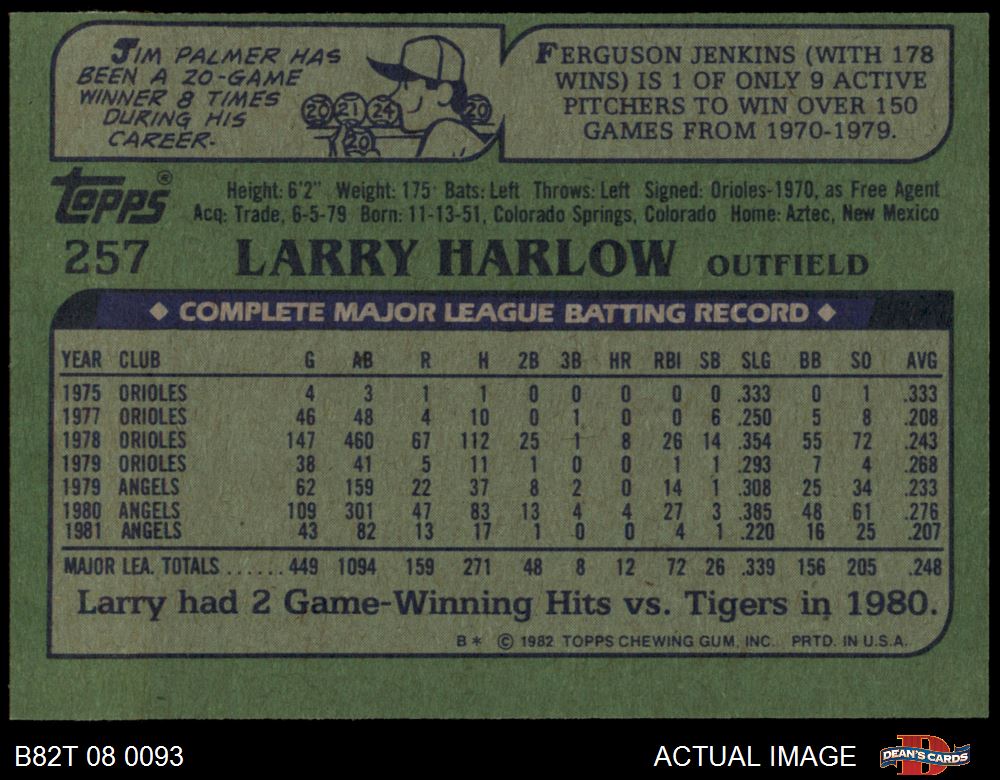 JIM PALMER HAS
BEEN A 20-GAME
WINNER 8 TIMES
DURING HIS
CAREER.
20 21 24 20
20
FERGUSON JENKINS (WITH 178
WINS) IS 1 OF ONLY 9 ACTIVE
PITCHERS TO WIN OVER 150
GAMES FROM 1970-1979.
TOPPS®
Height: 6'2" Weight: 175 Bats: Left Throws: Left Signed: Orioles-1970, as Free Agent
Acq: Trade, 6-5-79 Born: 11-13-51, Colorado Springs, Colorado Home: Aztec, New Mexico
257 LARRY HARLOW OUTFIELD
◆ COMPLETE MAJOR LEAGUE BATTING RECORD ◆
YEAR CLUB G AB R H 2B 3B HR RBI SB SLG BB SO AVG
1975 ORIOLES 4 3 1 1 0 0 0 0 0 .333 0 1 .333
1977 ORIOLES 46 48 4 10 0 1 0 0 6 .250 5 8 .208
1978 ORIOLES 147 460 67 112 25 1 8 26 14 .354 55 72 .243
1979 ORIOLES 38 41 5 11 1 0 0 1 1 .293 7 4 .268
1979 ANGELS 62 159 22 37 8 2 0 14 1 .308 25 34 .233
1980 ANGELS 109 301 47 83 13 4 4 27 3 .385 48 61 .276
1981 ANGELS 43 82 13 17 1 0 0 4 1 .220 16 25 .207
MAJOR LEA. TOTALS ...... 449 1094 159 271 48 8 12 72 26 .339 156 205 .248
Larry had 2 Game-Winning Hits vs. Tigers in 1980.
B* © 1982 TOPPS CHEWING GUM, INC. PRTD. IN U.S.A.
B82T 08 0093 ACTUAL IMAGE D DEAN'S CARDS